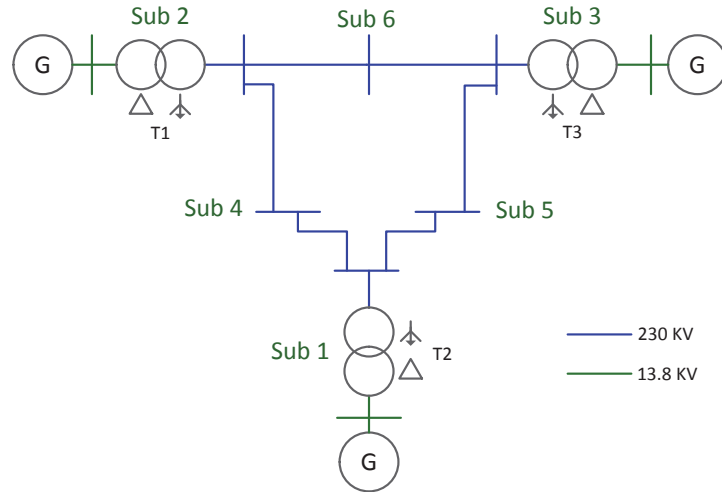 Sub 2
Sub 6
Sub 3
G
G
T1
T3
Sub 4
Sub 5
Sub 1
T2
230 KV
13.8 KV
G